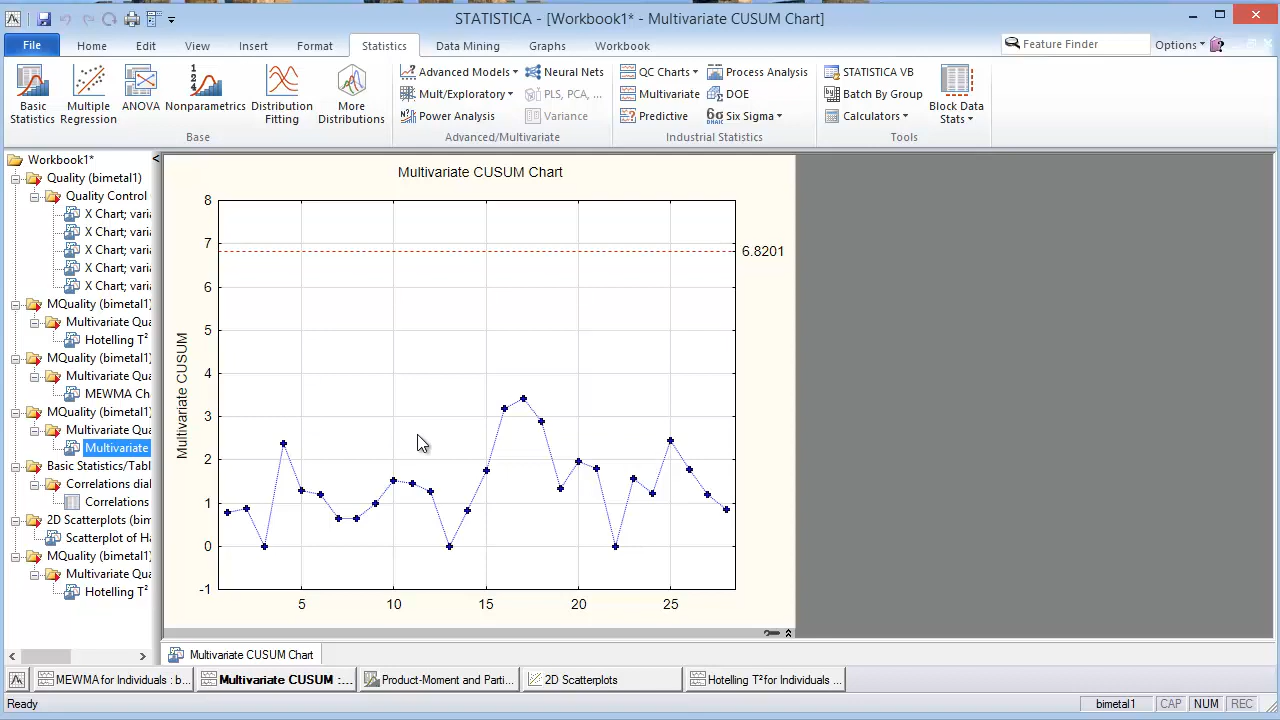 STATISTICA - [Workbook1* - Multivariate CUSUM Chart]
File Home Edit View Insert Format Statistics Data Mining Graphs Workbook Feature Finder Options
Basic Statistics
Multiple Regression
ANOVA
Nonparametrics
Distribution Fitting
More Distributions
Base
Advanced Models
Mult/Exploratory
Power Analysis
Neural Nets
PLS, PCA, ...
Variance
Advanced/Multivariate
QC Charts
Multivariate
Predictive
Process Analysis
DOE
6σ DMAIC Six Sigma
Industrial Statistics
STATISTICA VB
Batch By Group
Calculators
Block Data Stats
Tools
Workbook1*
Quality (bimetal1)
Quality Control
X Chart; varia
X Chart; varia
X Chart; varia
X Chart; varia
X Chart; varia
MQuality (bimetal1)
Multivariate Qua
Hotelling T²
MQuality (bimetal1)
Multivariate Qua
MEWMA Ch
MQuality (bimetal1)
Multivariate Qua
Multivariate
Basic Statistics/Tabl
Correlations dial
Correlations
2D Scatterplots (bim
Scatterplot of Ha
MQuality (bimetal1)
Multivariate Qua
Hotelling T²
Multivariate CUSUM Chart
Multivariate CUSUM
8
7
6
5
4
3
2
1
0
-1
5 10 15 20 25
6.8201
Multivariate CUSUM Chart
MEWMA for Individuals : b... Multivariate CUSUM :.... Product-Moment and Parti... 2D Scatterplots Hotelling T²for Individuals ...
Ready bimetal1 CAP NUM REC